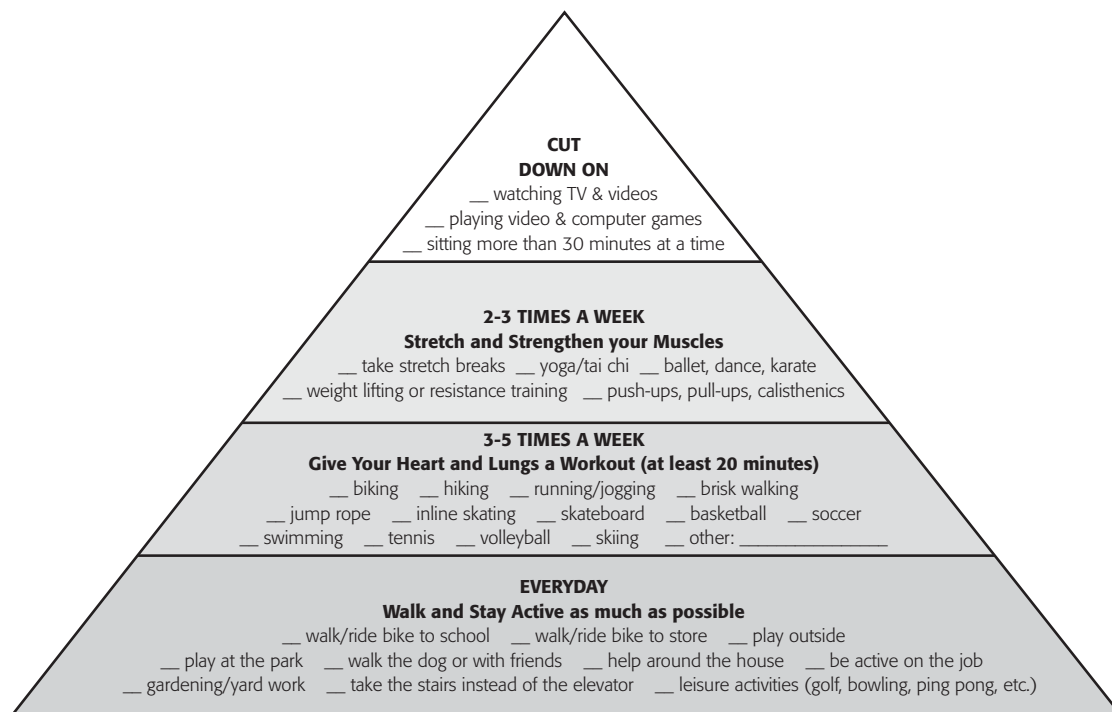 CUT
DOWN ON
__ watching TV & videos
__ playing video & computer games
__ sitting more than 30 minutes at a time
2-3 TIMES A WEEK
Stretch and Strengthen your Muscles
__ take stretch breaks __ yoga/tai chi __ ballet, dance, karate
__ weight lifting or resistance training __ push-ups, pull-ups, calisthenics
3-5 TIMES A WEEK
Give Your Heart and Lungs a Workout (at least 20 minutes)
__ biking __ hiking __ running/jogging __ brisk walking
__ jump rope __ inline skating __ skateboard __ basketball __ soccer
__ swimming __ tennis __ volleyball __ skiing __ other: ________________
EVERYDAY
Walk and Stay Active as much as possible
__ walk/ride bike to school __ walk/ride bike to store __ play outside
__ play at the park __ walk the dog or with friends __ help around the house __ be active on the job
__ gardening/yard work __ take the stairs instead of the elevator __ leisure activities (golf, bowling, ping pong, etc.)